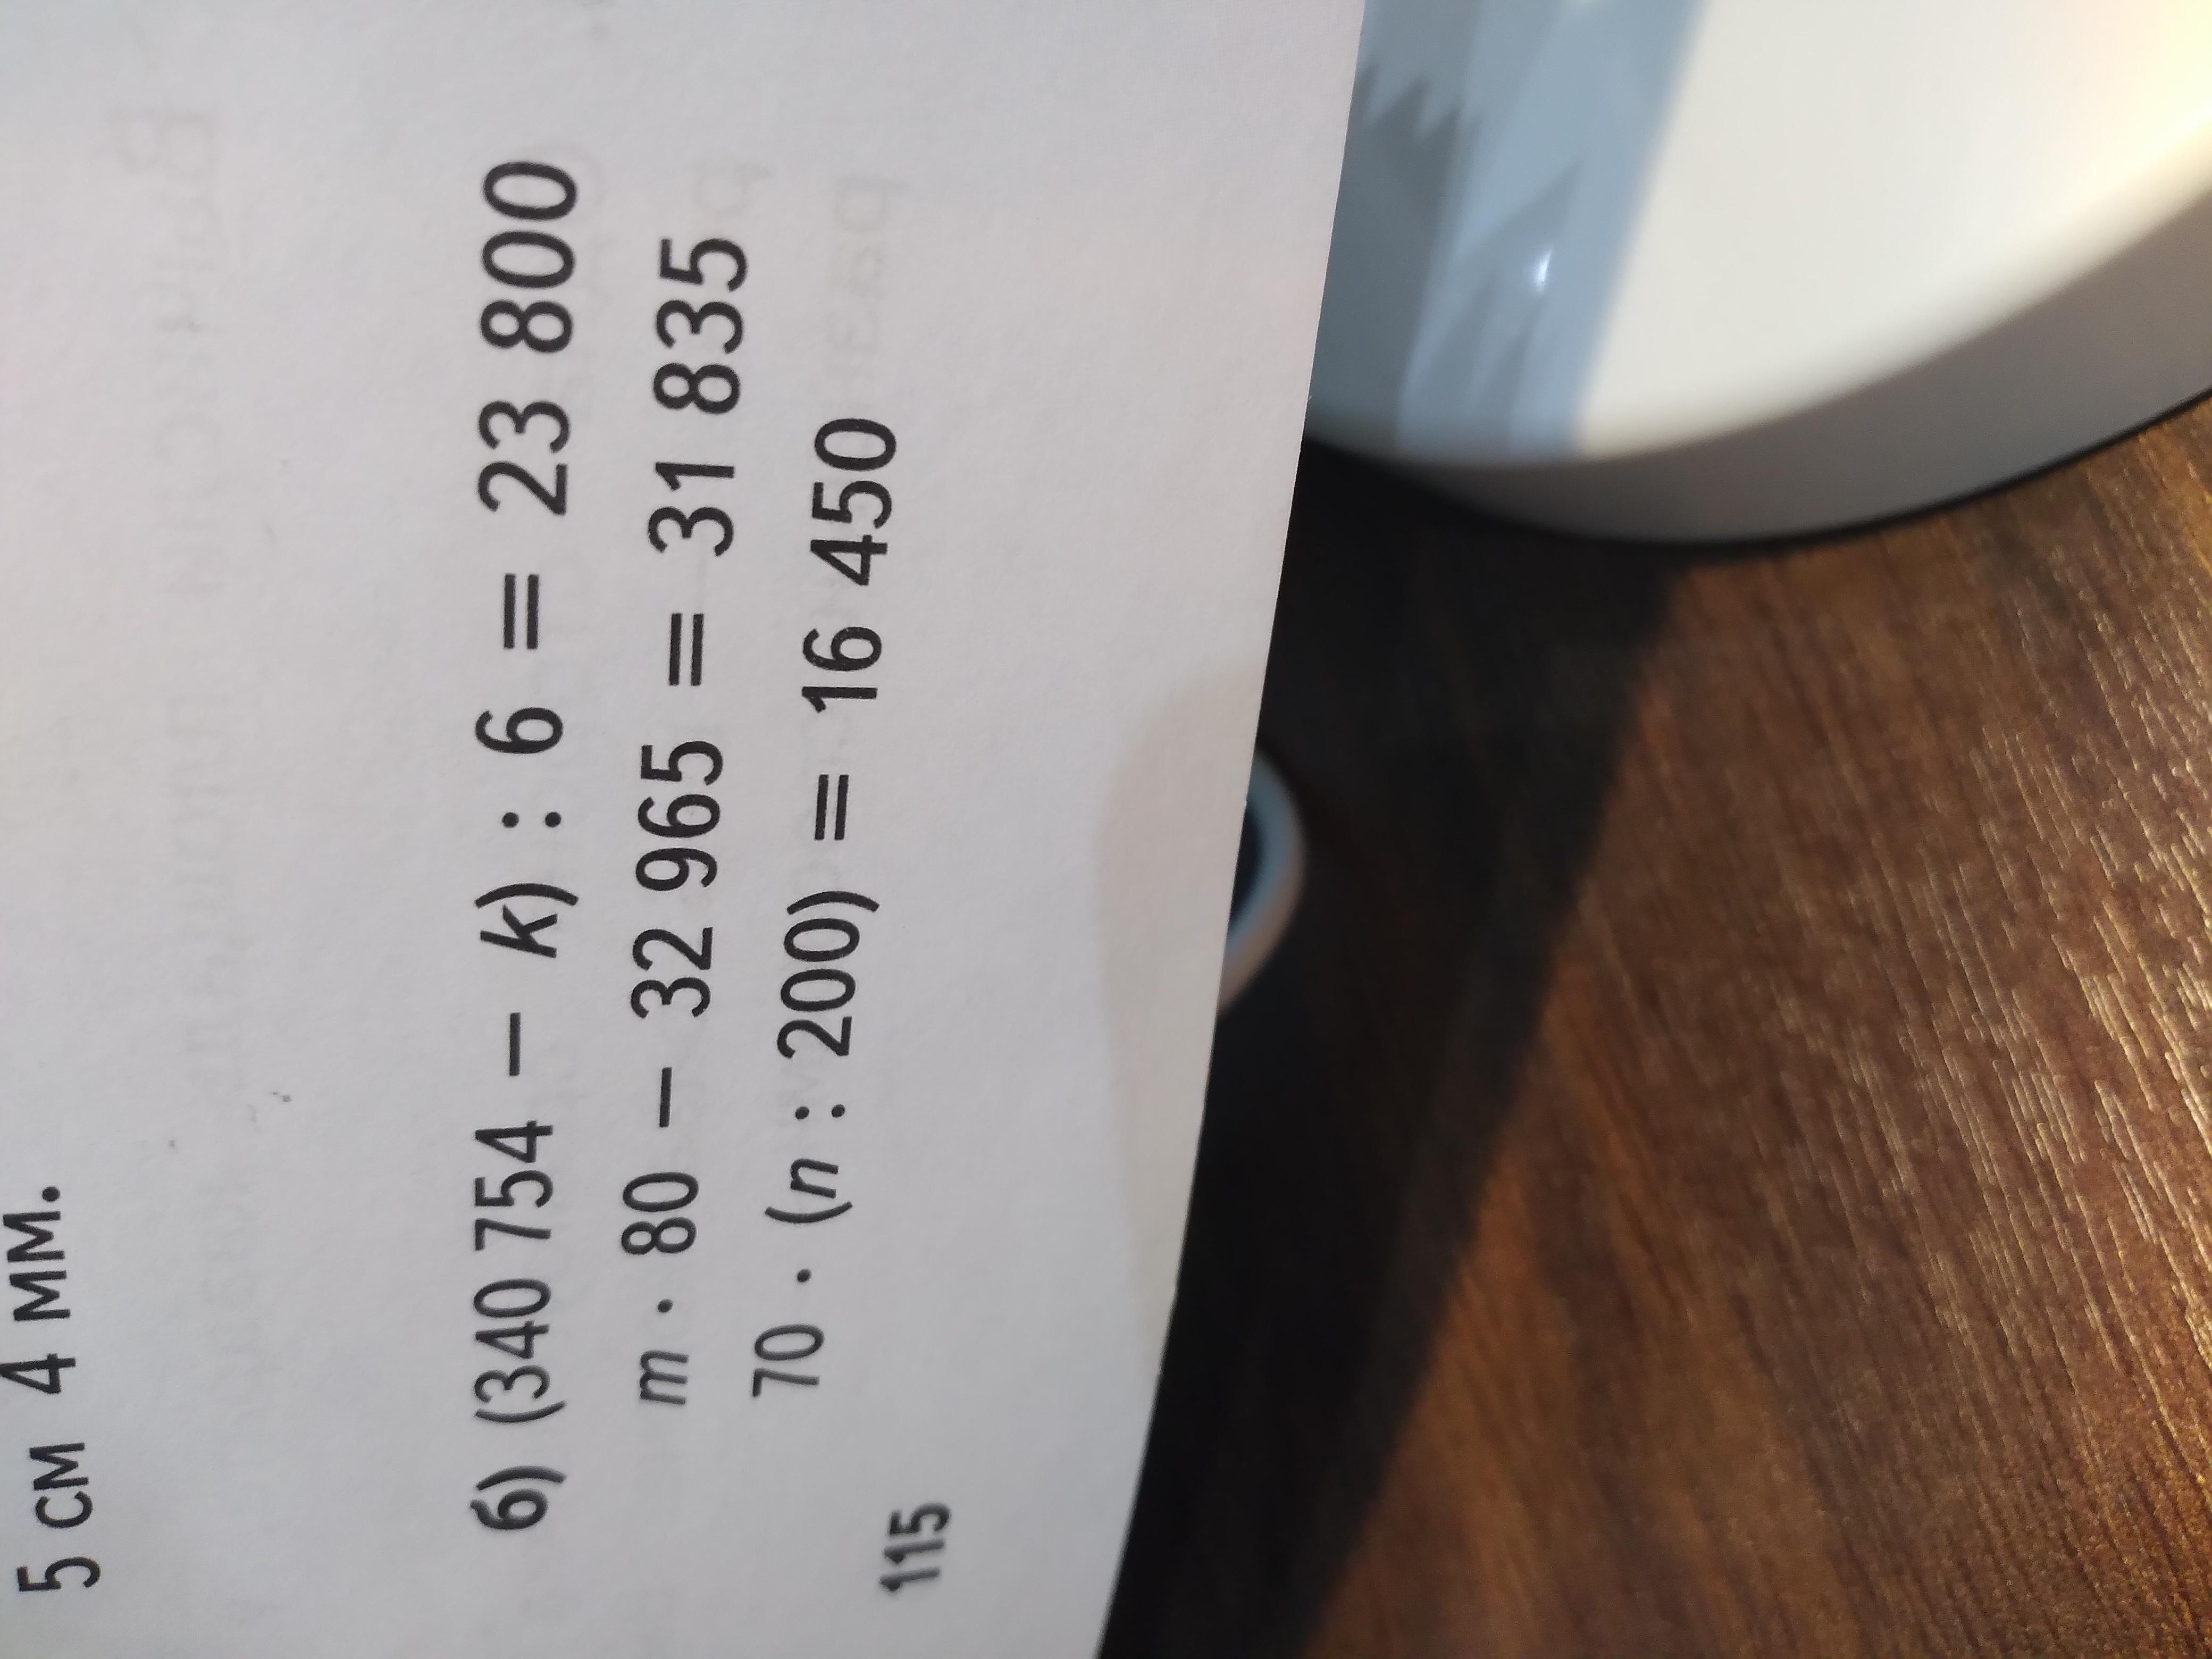 5 см 4 мм.
б) (340 754 − k) : 6 = 23 800
m · 80 − 32 965 = 31 835
70 · (n : 200) = 16 450
115